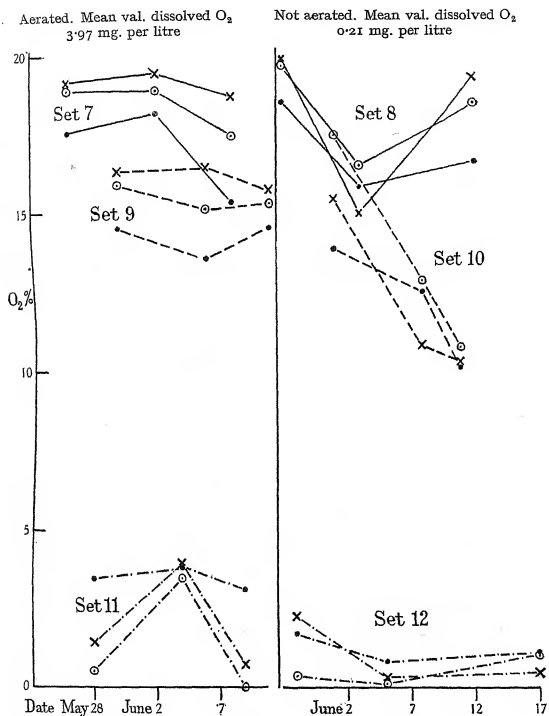 Aerated. Mean val. dissolved O₂
3·97 mg. per litre
Not aerated. Mean val. dissolved O₂
0·21 mg. per litre
20
Set 7
Set 8
15
Set 9
Set 10
O₂%
10
5
Set 11
Set 12
0
Date May 28 June 2 7
June 2 7 12 17